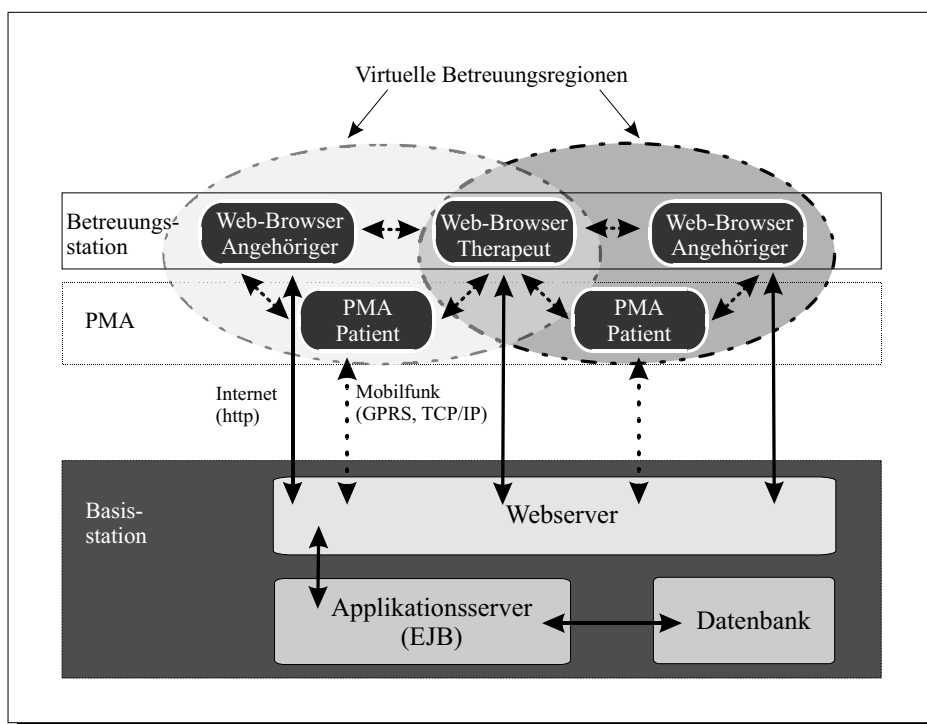 Virtuelle Betreuungsregionen
Betreuungs-
station
Web-Browser
Angehöriger
Web-Browser
Therapeut
Web-Browser
Angehöriger
PMA
PMA
Patient
PMA
Patient
Internet
(http)
Mobilfunk
(GPRS, TCP/IP)
Basis-
station
Webserver
Applikationsserver
(EJB)
Datenbank